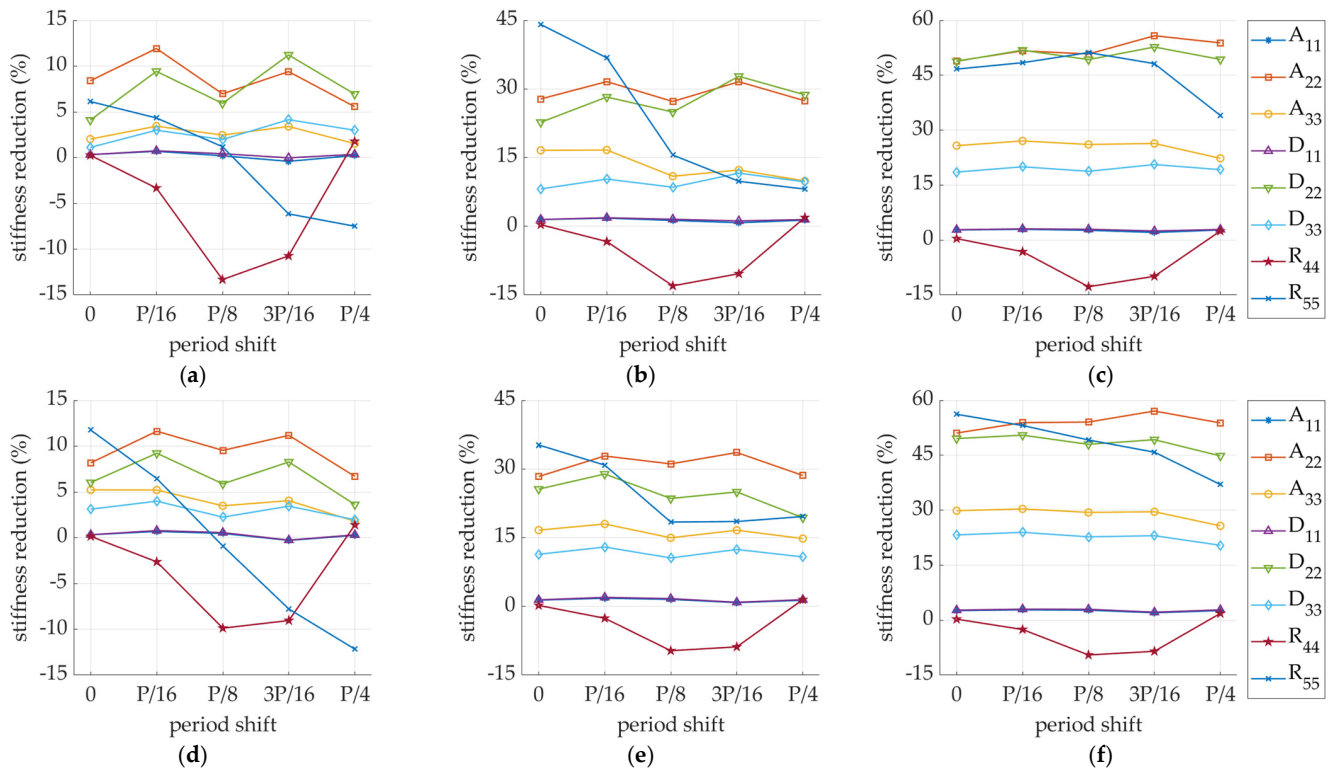 15
10
5
0
-5
-10
-15
stiffness reduction (%)
0 P/16 P/8 3P/16 P/4
period shift
(a)
45
30
15
0
-15
stiffness reduction (%)
0 P/16 P/8 3P/16 P/4
period shift
(b)
60
45
30
15
0
-15
stiffness reduction (%)
0 P/16 P/8 3P/16 P/4
period shift
(c)
A11
A22
A33
D11
D22
D33
R44
R55
15
10
5
0
-5
-10
-15
stiffness reduction (%)
0 P/16 P/8 3P/16 P/4
period shift
(d)
45
30
15
0
-15
stiffness reduction (%)
0 P/16 P/8 3P/16 P/4
period shift
(e)
60
45
30
15
0
-15
stiffness reduction (%)
0 P/16 P/8 3P/16 P/4
period shift
(f)
A11
A22
A33
D11
D22
D33
R44
R55